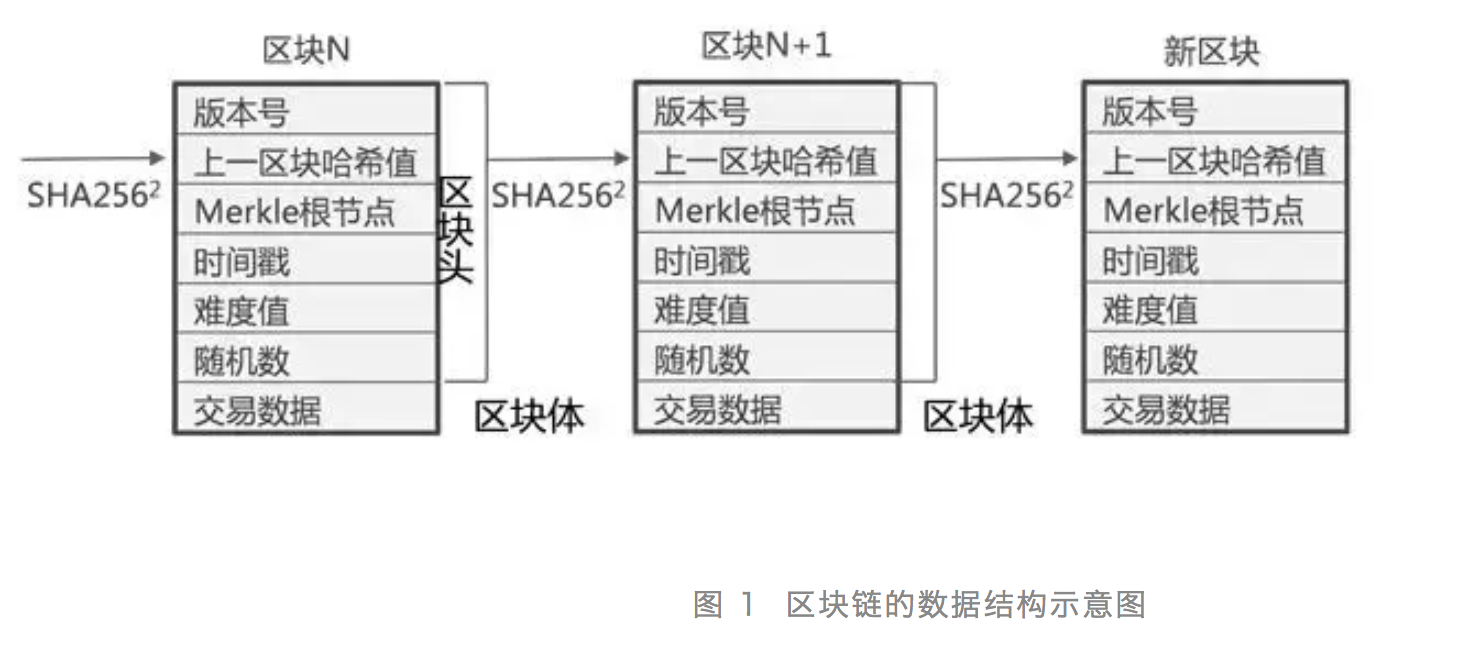 区块N
区块N+1
新区块
版本号
上一区块哈希值
Merkle根节点
时间戳
难度值
随机数
交易数据
区块头
区块体
版本号
上一区块哈希值
Merkle根节点
时间戳
难度值
随机数
交易数据
区块体
版本号
上一区块哈希值
Merkle根节点
时间戳
难度值
随机数
交易数据
SHA256²
SHA256²
SHA256²
图 1 区块链的数据结构示意图